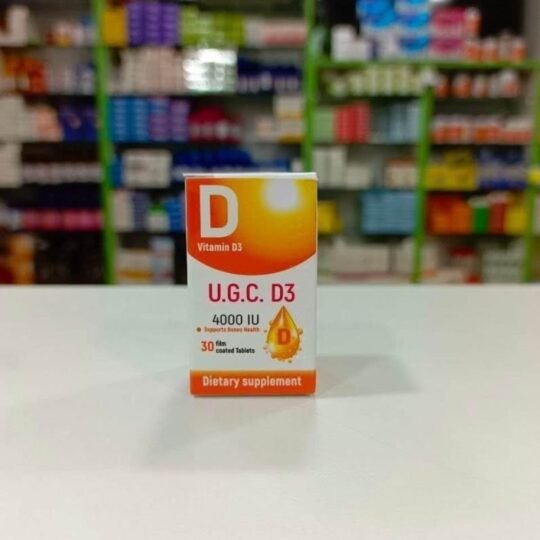 D
Vitamin D3
U.G.C. D3
4000 IU
Supports Bones Health
30 film
coated Tablets
D
Dietary supplement